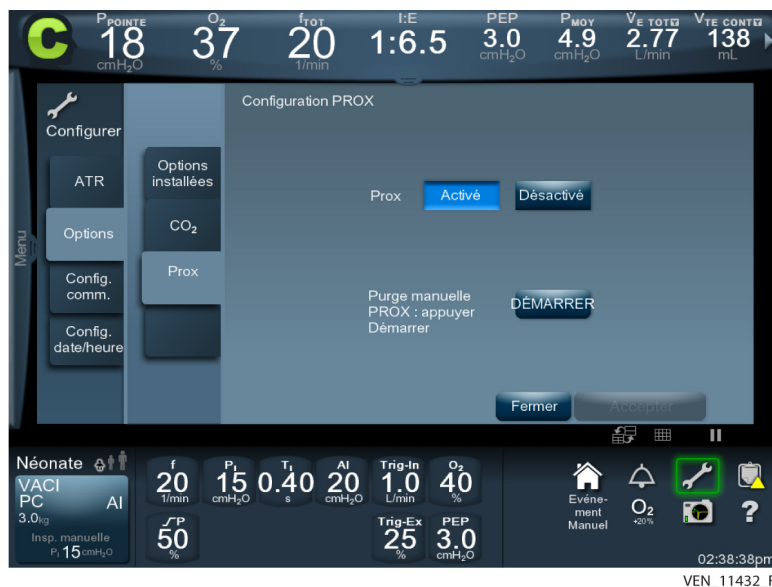 PPOINTE O2 fTOT I:E PEP PMOY V̇E TOT VTE CONT
C 18 37 20 1:6.5 3.0 4.9 2.77 138
cmH2O % 1/min cmH2O cmH2O L/min mL
Menu
Configurer
ATR
Options
Config.
comm.
Config.
date/heure
Options
installées
CO2
Prox
Configuration PROX
Prox Activé Désactivé
Purge manuelle
PROX : appuyer
Démarrer
DÉMARRER
Fermer Accepter
Néonate
VACI
PC AI
3.0kg
Insp. manuelle
PI 15 cmH2O
f PI TI AI Trig-In O2
20 15 0.40 20 1.0 40
1/min cmH2O s cmH2O L/min %
P Trig-Ex PEP
50 25 3.0
% % cmH2O
Evéne-
ment
Manuel
O2
+20%
?
02:38:38pm
VEN_11432_F